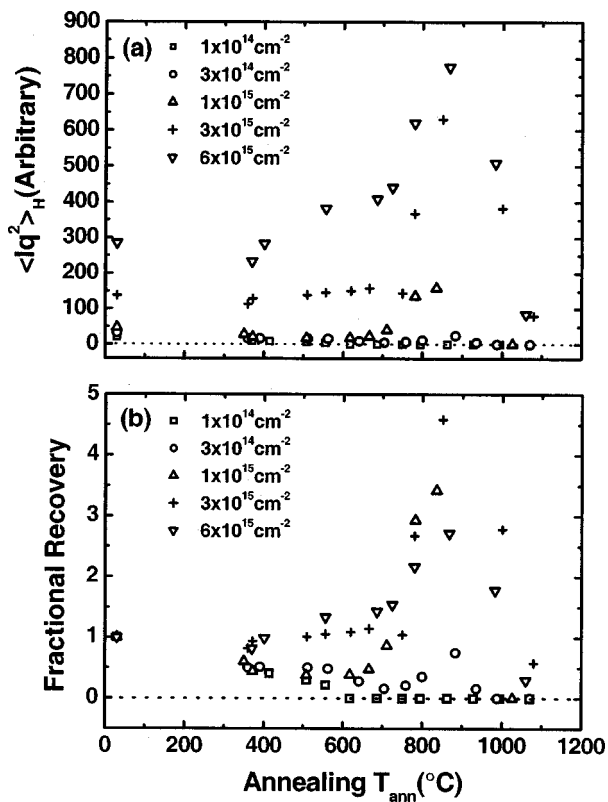 900
800
700
600
500
400
300
200
100
0
<Iq²>H(Arbitrary)
(a)
1x10¹⁴cm⁻²
3x10¹⁴cm⁻²
1x10¹⁵cm⁻²
3x10¹⁵cm⁻²
6x10¹⁵cm⁻²
5
4
3
2
1
0
Fractional Recovery
(b)
1x10¹⁴cm⁻²
3x10¹⁴cm⁻²
1x10¹⁵cm⁻²
3x10¹⁵cm⁻²
6x10¹⁵cm⁻²
0 200 400 600 800 1000 1200
Annealing Tann(°C)